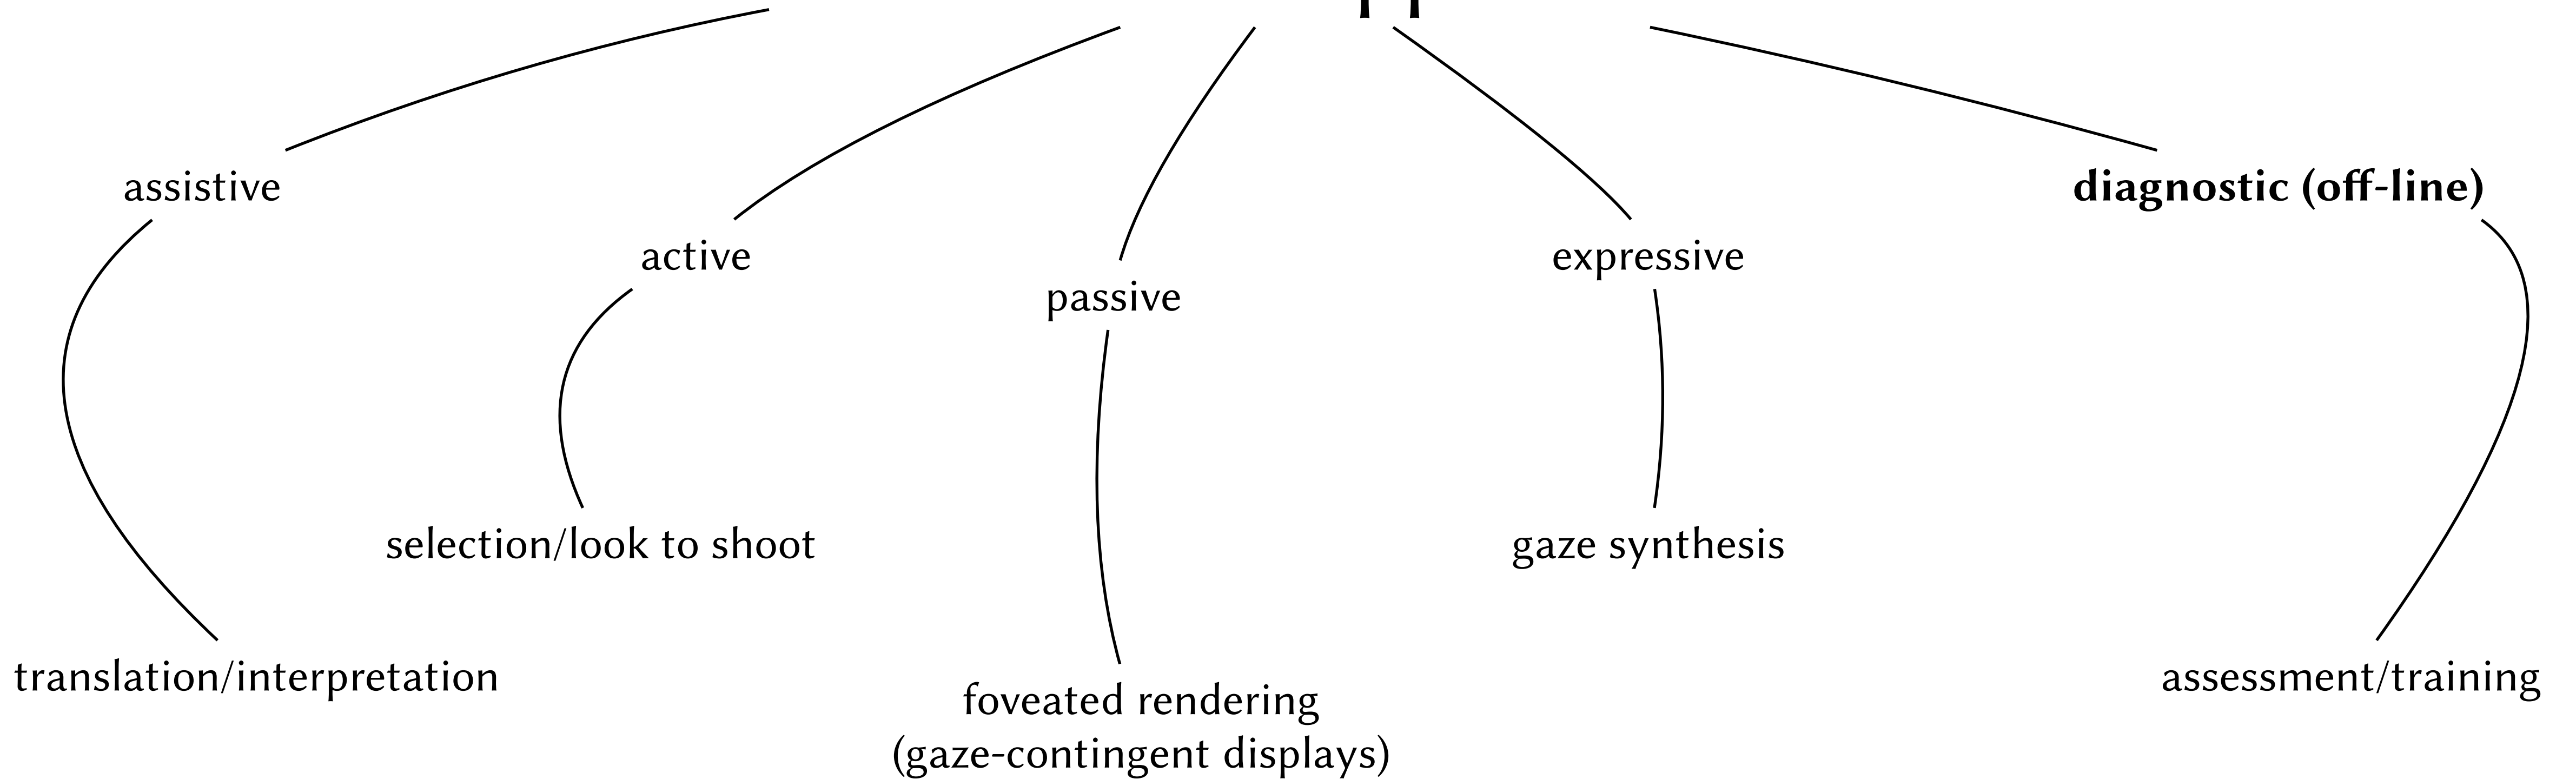 assistive
diagnostic (off-line)
active
expressive
passive
selection/look to shoot
gaze synthesis
translation/interpretation
assessment/training
foveated rendering
(gaze-contingent displays)